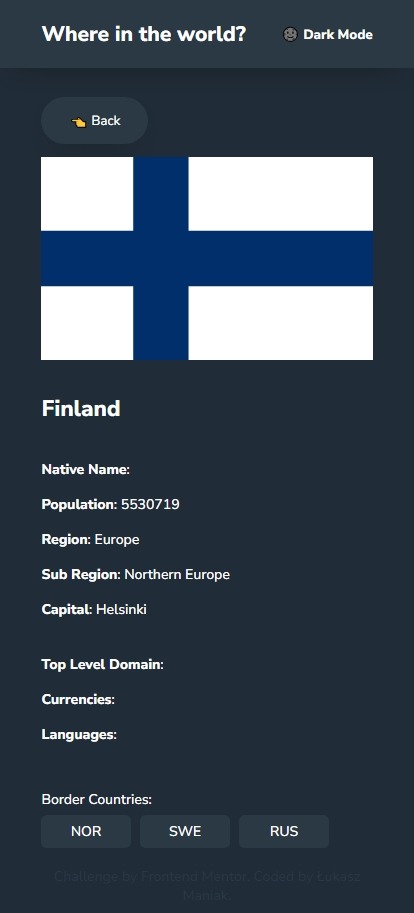 Where in the world?
Dark Mode
Back
Finland
Native Name:
Population: 5530719
Region: Europe
Sub Region: Northern Europe
Capital: Helsinki
Top Level Domain:
Currencies:
Languages:
Border Countries:
NOR SWE RUS
Challenge by Frontend Mentor. Coded by Łukasz
Maniak.